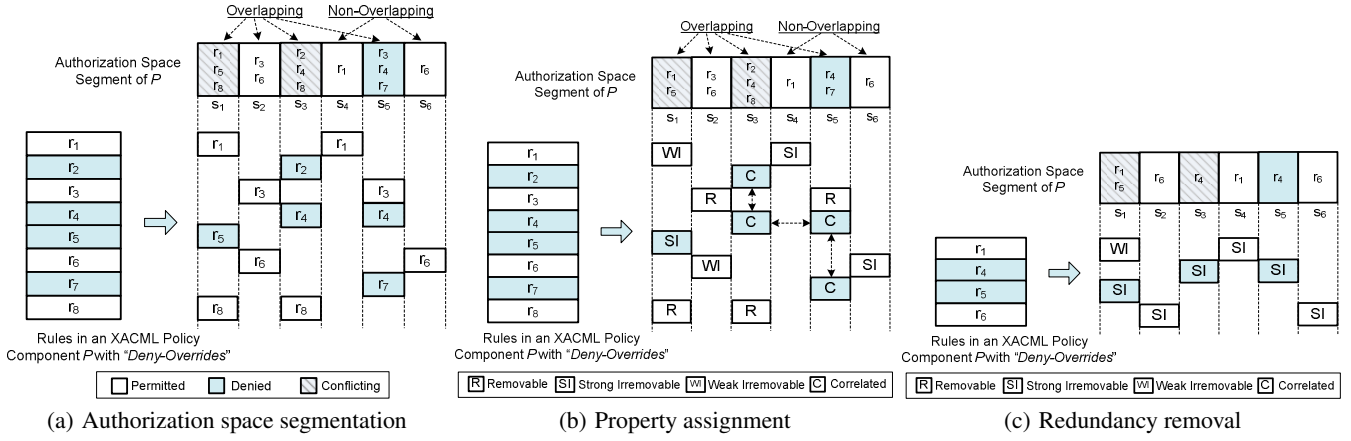 Overlapping Non-Overlapping
Authorization Space
Segment of P
r1 r5 r8
r3 r6
r2 r4 r8
r1
r3 r4 r7
r6
s1 s2 s3 s4 s5 s6
r1
r2
r3
r4
r5
r6
r7
r8
r1 r1
r2
r3 r3
r4 r4
r5
r6 r6
r7
r8 r8
Rules in an XACML Policy
Component P with "Deny-Overrides"
Permitted Denied Conflicting
(a) Authorization space segmentation
Overlapping Non-Overlapping
Authorization Space
Segment of P
r1 r5
r3 r6
r2 r4 r8
r1
r4 r7
r6
s1 s2 s3 s4 s5 s6
r1
r2
r3
r4
r5
r6
r7
r8
WI SI
C
R R
C C
SI
WI SI
C
R R
Rules in an XACML Policy
Component P with "Deny-Overrides"
R Removable SI Strong Irremovable WI Weak Irremovable C Correlated
(b) Property assignment
Authorization Space
Segment of P
r1 r5
r6
r4
r1
r4
r6
s1 s2 s3 s4 s5 s6
r1
r4
r5
r6
WI SI
SI SI
SI
SI SI
Rules in an XACML Policy
Component P with "Deny-Overrides"
R Removable SI Strong Irremovable WI Weak Irremovable C Correlated
(c) Redundancy removal